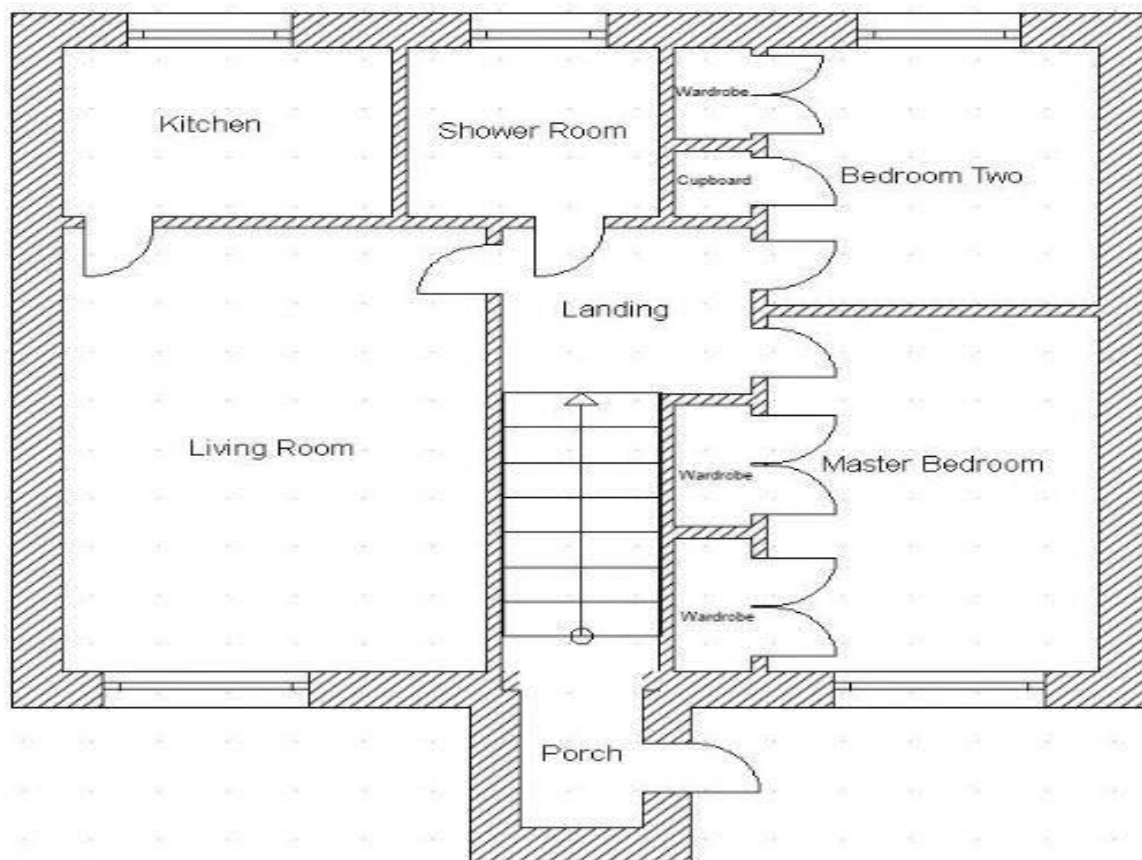 Kitchen
Shower Room
Wardrobe
Cupboard
Bedroom Two
Landing
Living Room
Wardrobe
Master Bedroom
Wardrobe
Porch